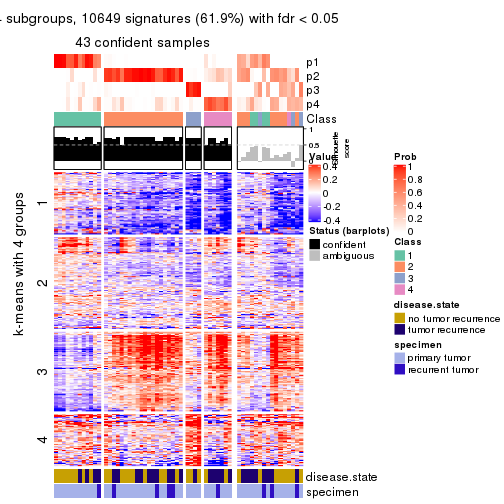 4 subgroups, 10649 signatures (61.9%) with fdr < 0.05
43 confident samples
p1
p2
p3
p4
Class
1
0.5
0
silhouette
score
k-means with 4 groups
1
2
3
4
Value
0.4
0.2
0
-0.2
-0.4
Status (barplots)
confident
ambiguous
Prob
1
0.8
0.6
0.4
0.2
0
Class
1
2
3
4
disease.state
no tumor recurrence
tumor recurrence
specimen
primary tumor
recurrent tumor
disease.state
specimen